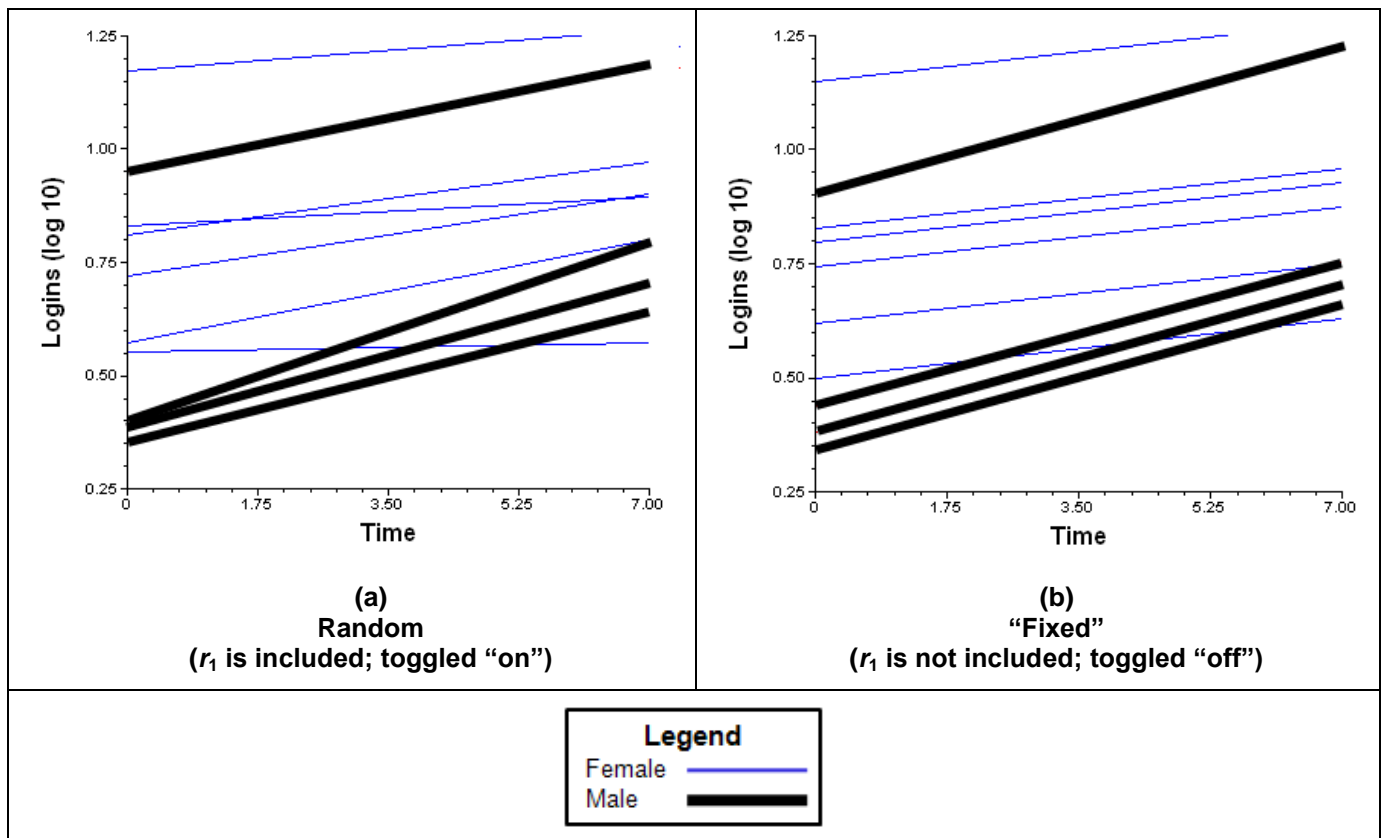 1.25
1.00
0.75
0.50
0.25
Logins (log 10)
0 1.75 3.50 5.25 7.00
Time
(a)
Random
(r₁ is included; toggled “on”)
1.25
1.00
0.75
0.50
0.25
Logins (log 10)
0 1.75 3.50 5.25 7.00
Time
(b)
“Fixed”
(r₁ is not included; toggled “off”)
Legend
Female
Male